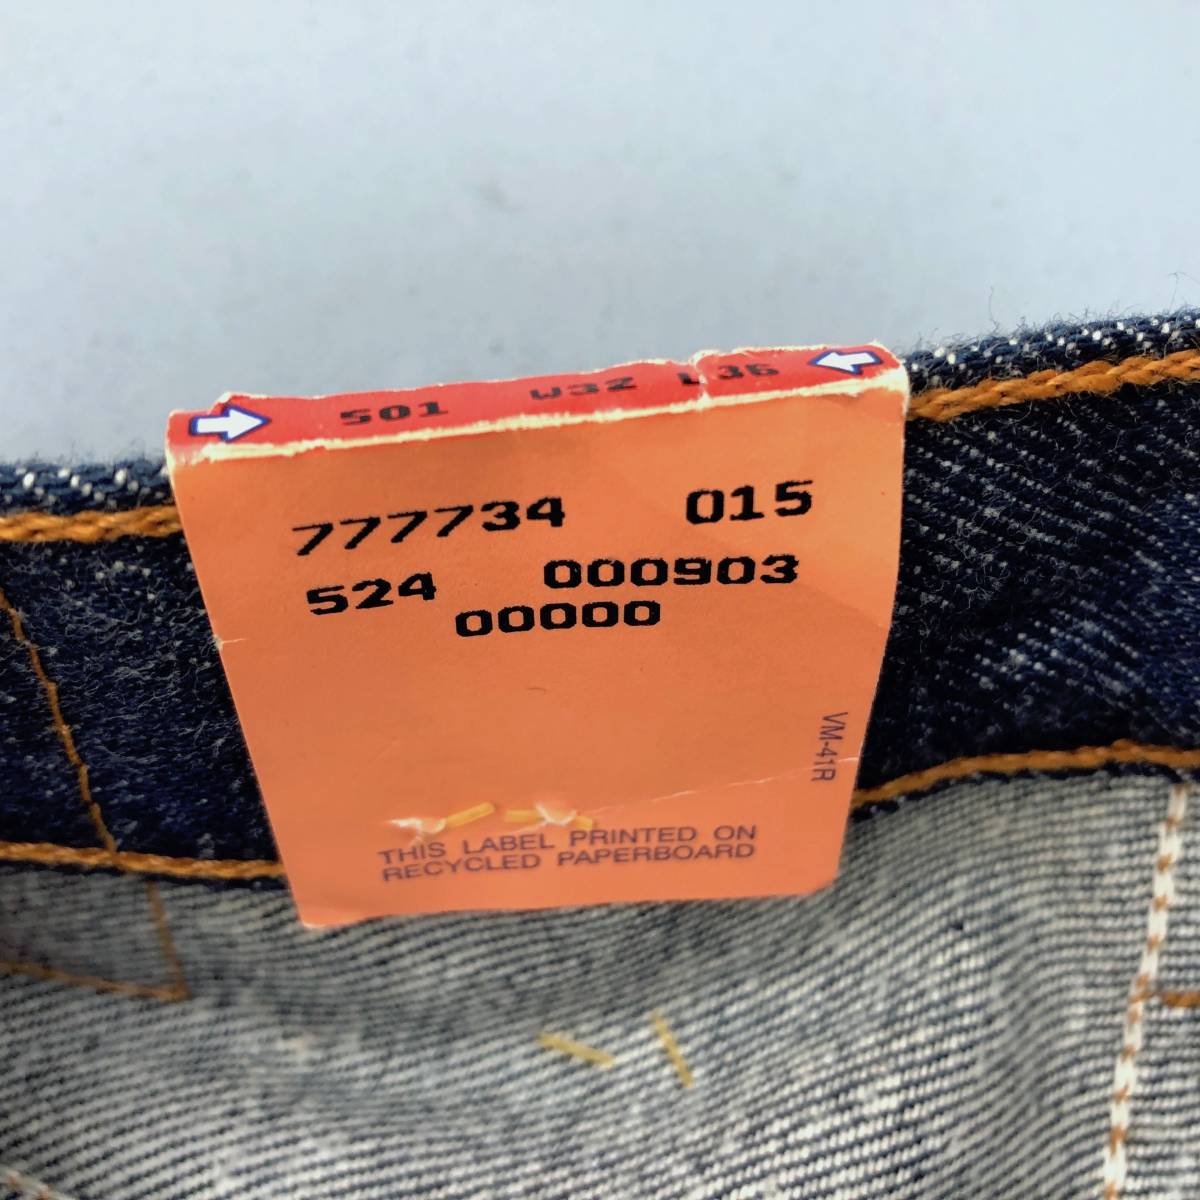 501 W32 L36
777734 015
524 000903
00000
VM-41R
THIS LABEL PRINTED ON
RECYCLED PAPERBOARD